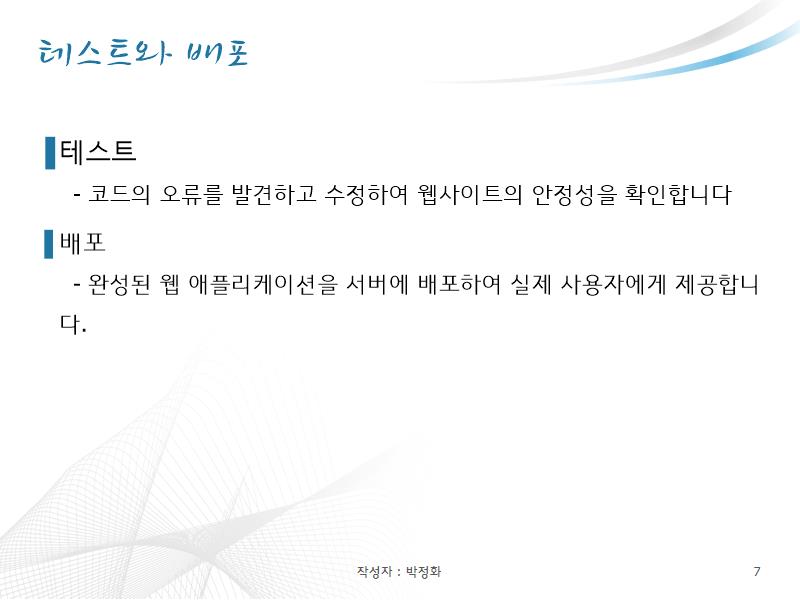 테스트와 배포
테스트
- 코드의 오류를 발견하고 수정하여 웹사이트의 안정성을 확인합니다
배포
- 완성된 웹 애플리케이션을 서버에 배포하여 실제 사용자에게 제공합니
다.
작성자 : 박정화
7